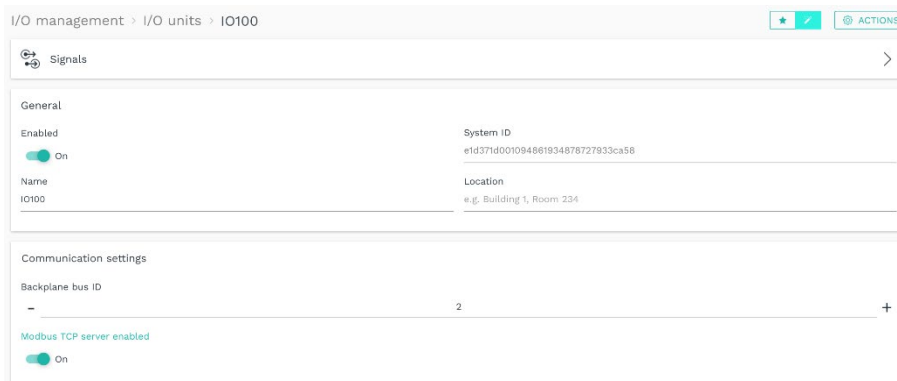 I/O management > I/O units > IO100
ACTIONS
Signals
General
Enabled
System ID
On
e1d371d001094861934878727933ca58
Name
Location
IO100
e.g. Building 1, Room 234
Communication settings
Backplane bus ID
- 2 +
Modbus TCP server enabled
On